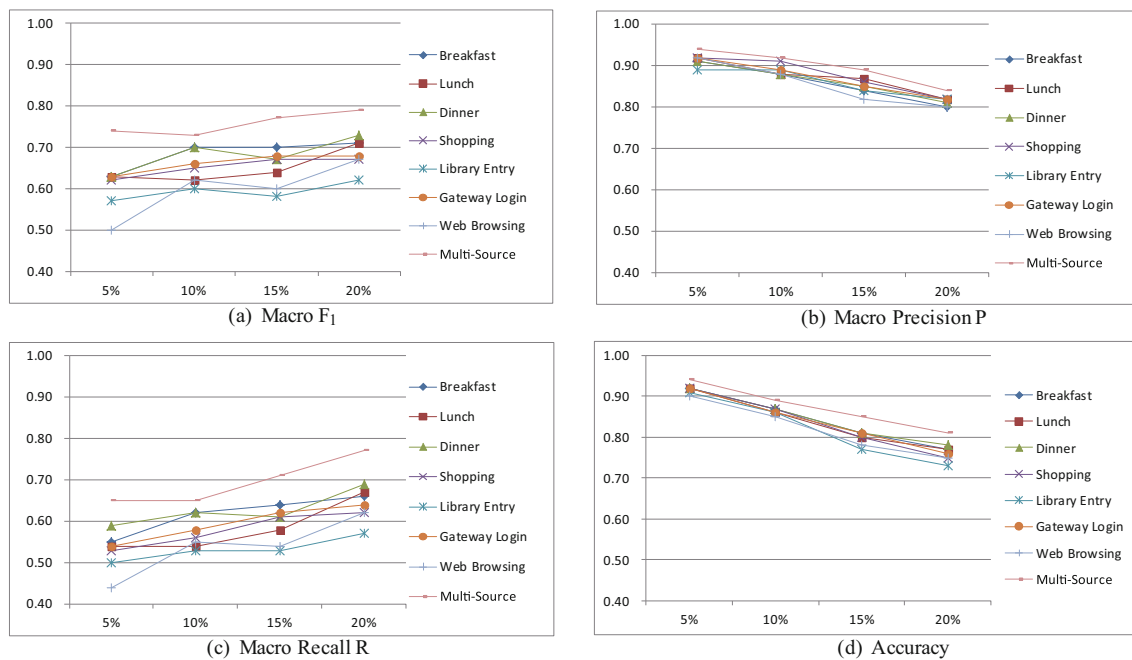 1.00
0.90
0.80
0.70
0.60
0.50
0.40
5%
10%
15%
20%
Breakfast
Lunch
Dinner
Shopping
Library Entry
Gateway Login
Web Browsing
Multi-Source
(a) Macro F₁
1.00
0.90
0.80
0.70
0.60
0.50
0.40
5%
10%
15%
20%
Breakfast
Lunch
Dinner
Shopping
Library Entry
Gateway Login
Web Browsing
Multi-Source
(b) Macro Precision P
1.00
0.90
0.80
0.70
0.60
0.50
0.40
5%
10%
15%
20%
Breakfast
Lunch
Dinner
Shopping
Library Entry
Gateway Login
Web Browsing
Multi-Source
(c) Macro Recall R
1.00
0.90
0.80
0.70
0.60
0.50
0.40
5%
10%
15%
20%
Breakfast
Lunch
Dinner
Shopping
Library Entry
Gateway Login
Web Browsing
Multi-Source
(d) Accuracy